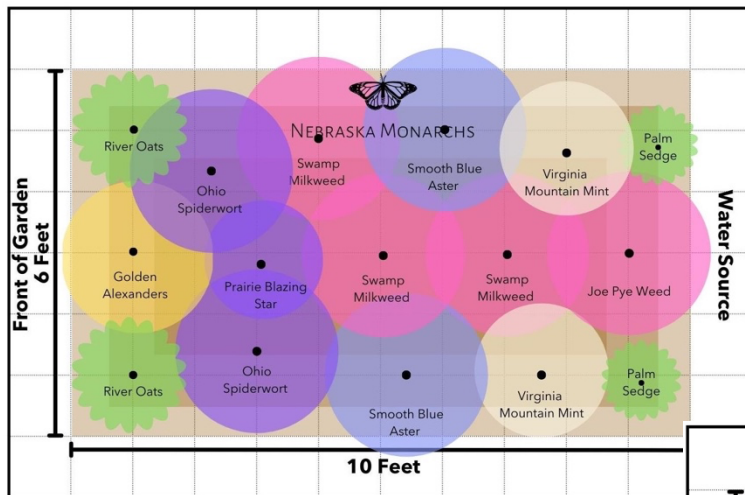 NEBRASKA MONARCHS
River Oats
Swamp
Milkweed
Smooth Blue
Aster
Virginia
Mountain Mint
Palm
Sedge
Ohio
Spiderwort
Front of Garden
6 Feet
Golden
Alexanders
Prairie Blazing
Star
Swamp
Milkweed
Swamp
Milkweed
Joe Pye Weed
Water Source
River Oats
Ohio
Spiderwort
Smooth Blue
Aster
Virginia
Mountain Mint
Palm
Sedge
10 Feet